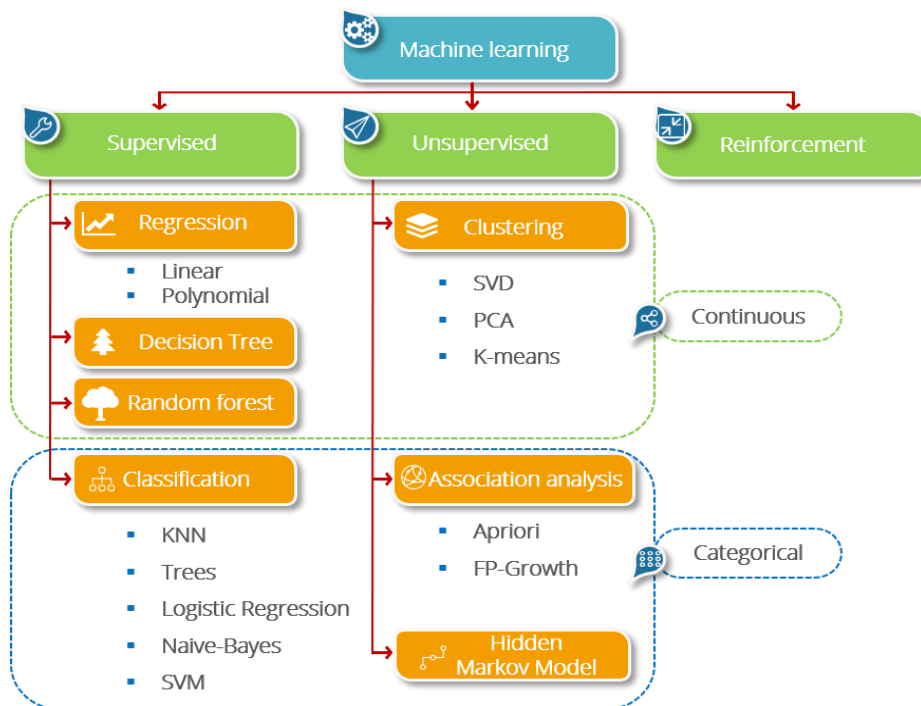 Machine learning
Supervised
Unsupervised
Reinforcement
Regression
Linear
Polynomial
Decision Tree
Random forest
Clustering
SVD
PCA
K-means
Continuous
Classification
KNN
Trees
Logistic Regression
Naive-Bayes
SVM
Association analysis
Apriori
FP-Growth
Hidden
Markov Model
Categorical